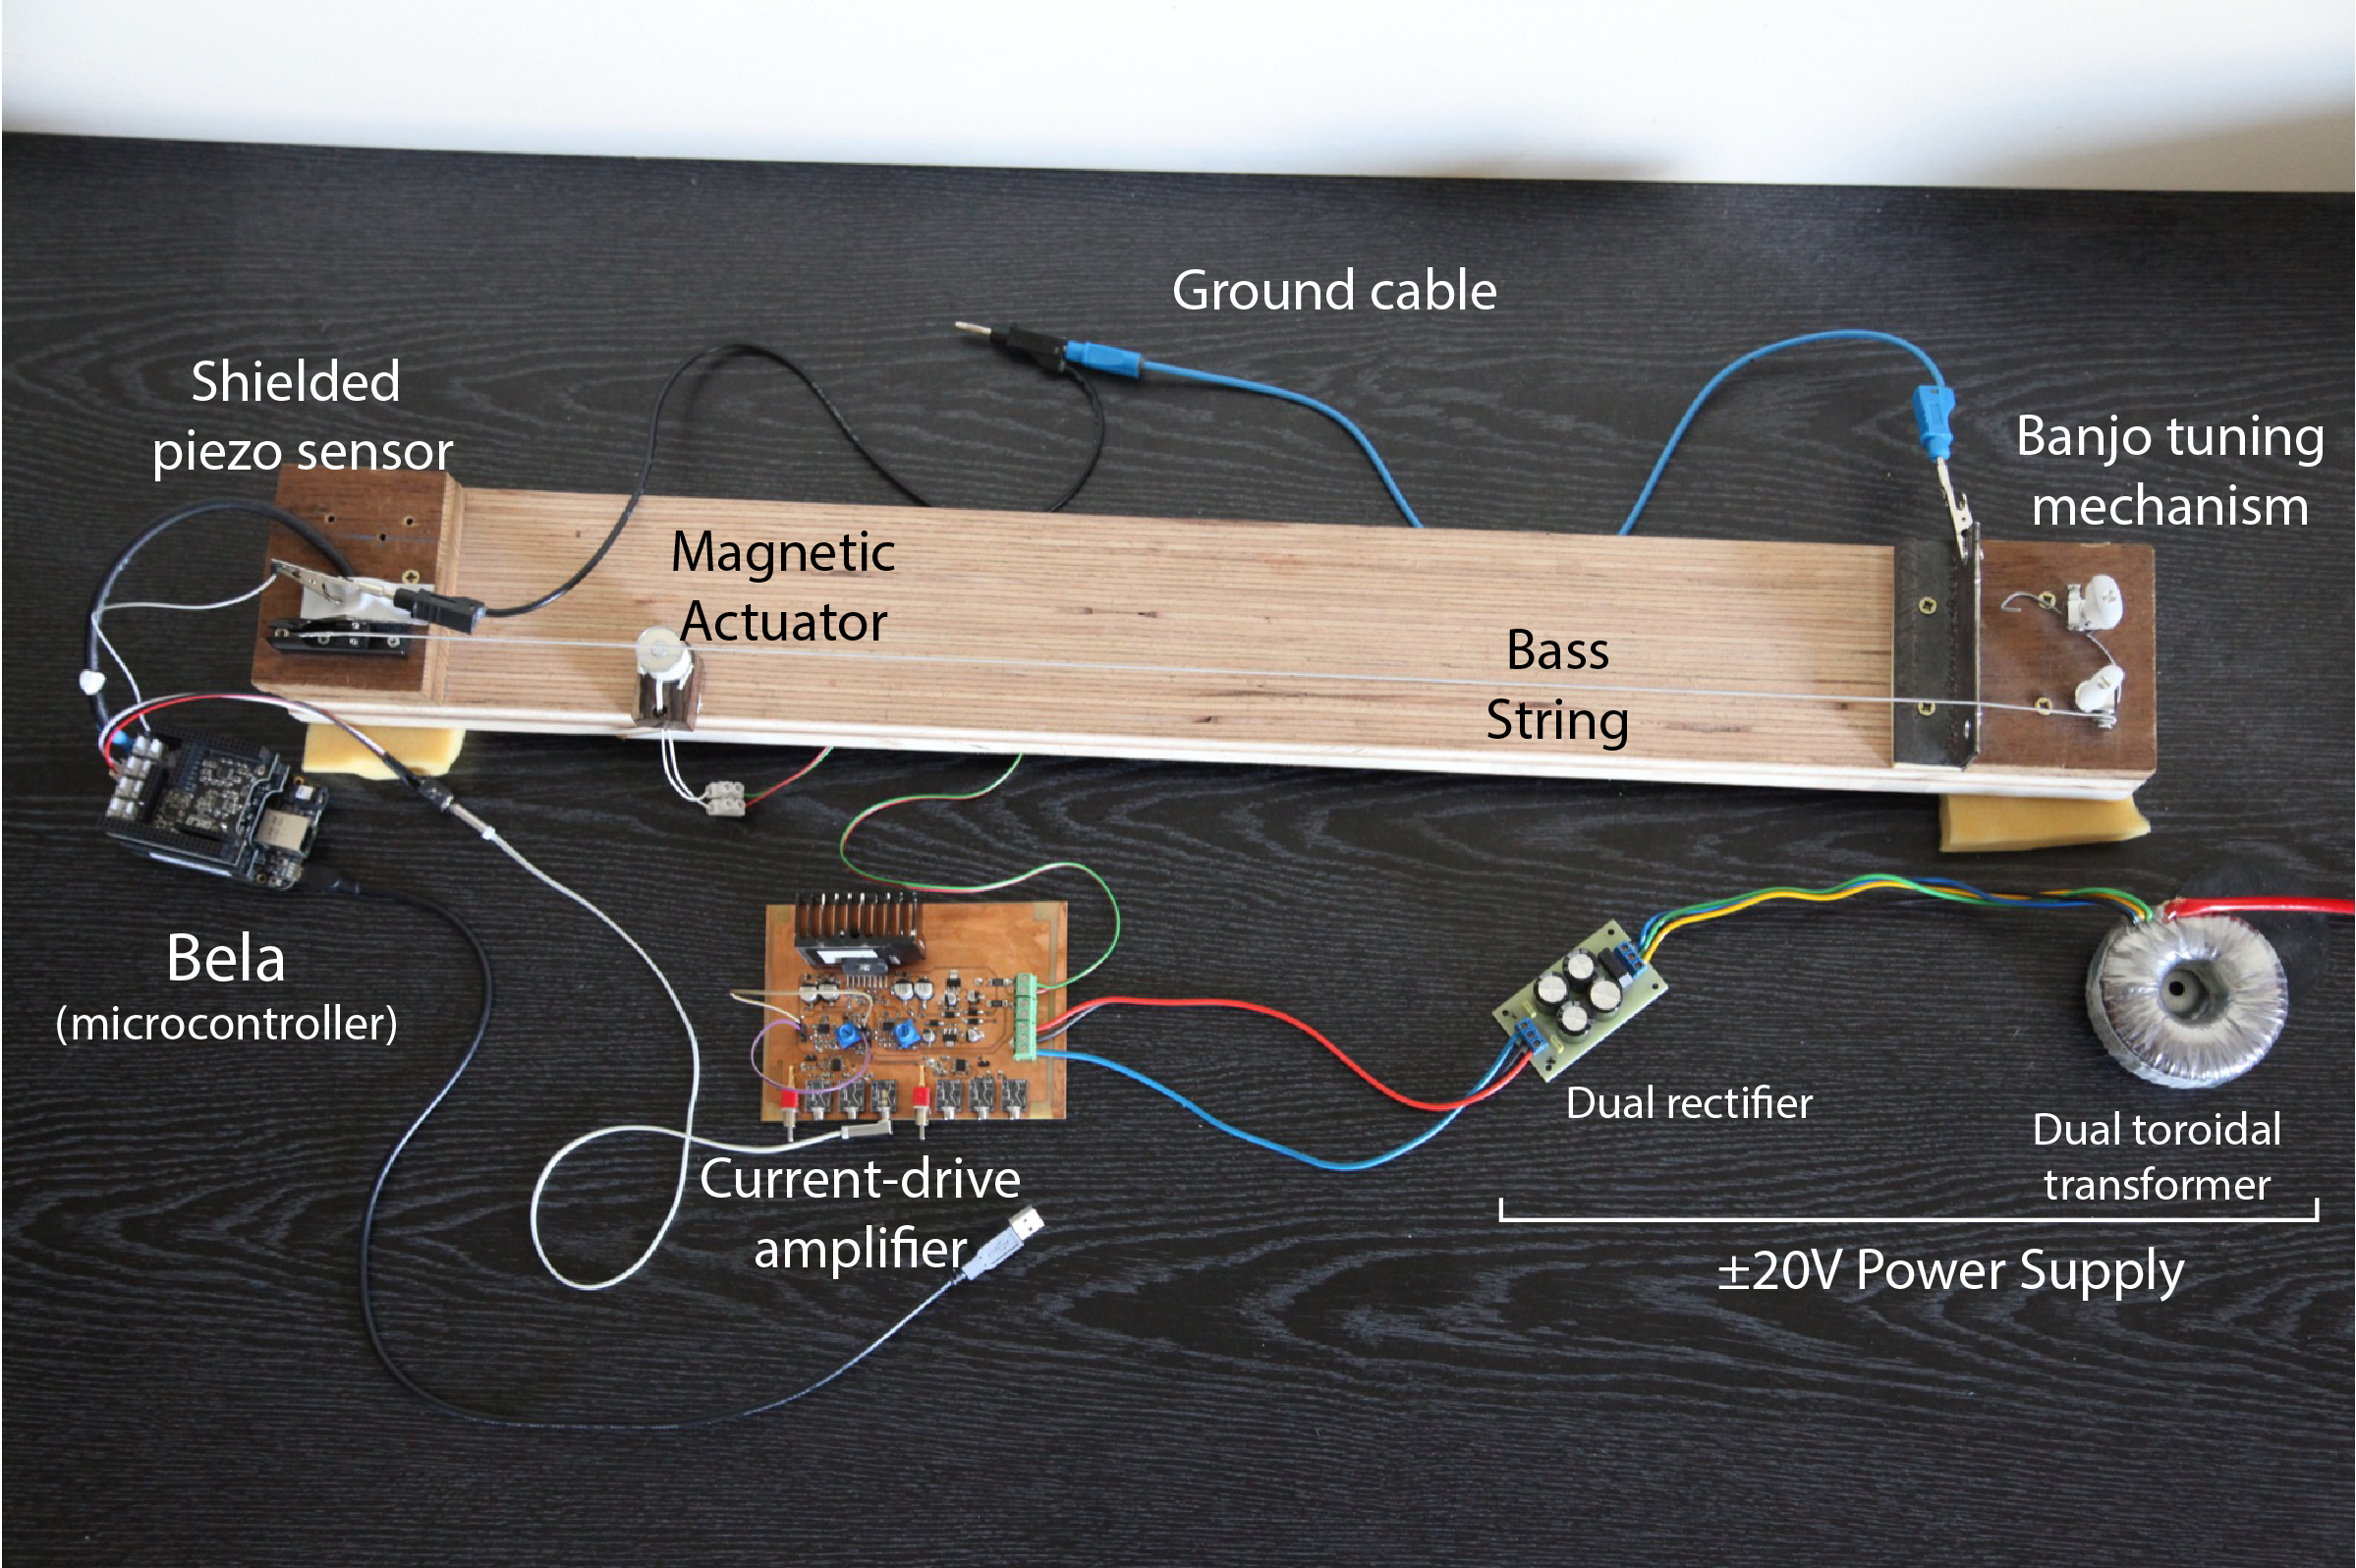 Ground cable
Shielded
piezo sensor
Banjo tuning
mechanism
Magnetic
Actuator
Bass
String
Bela
(microcontroller)
Dual rectifier
Dual toroidal
transformer
Current-drive
amplifier
±20V Power Supply